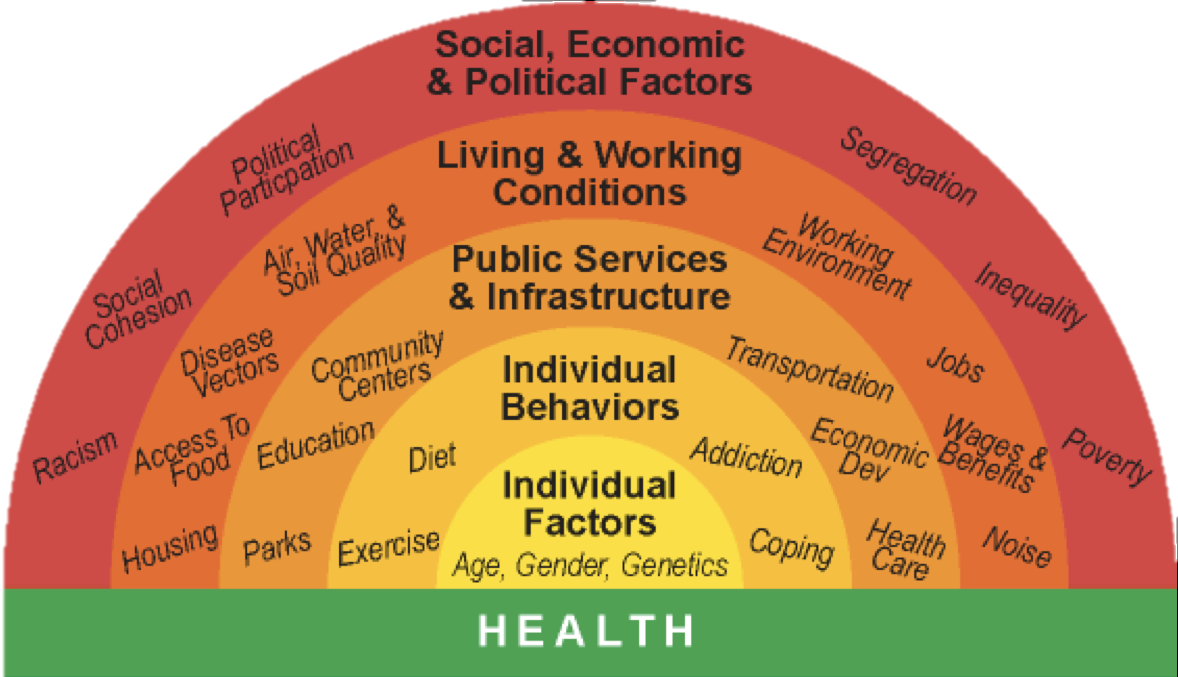 Social, Economic
& Political Factors
Political
Particpation
Segregation
Social
Cohesion
Inequality
Racism
Poverty
Living & Working
Conditions
Air, Water, &
Soil Quality
Working
Environment
Disease
Vectors
Jobs
Access To
Food
Wages &
Benefits
Housing
Noise
Public Services
& Infrastructure
Community
Centers
Transportation
Education
Economic
Dev
Parks
Health
Care
Individual
Behaviors
Diet
Addiction
Exercise
Coping
Individual
Factors
Age, Gender, Genetics
HEALTH